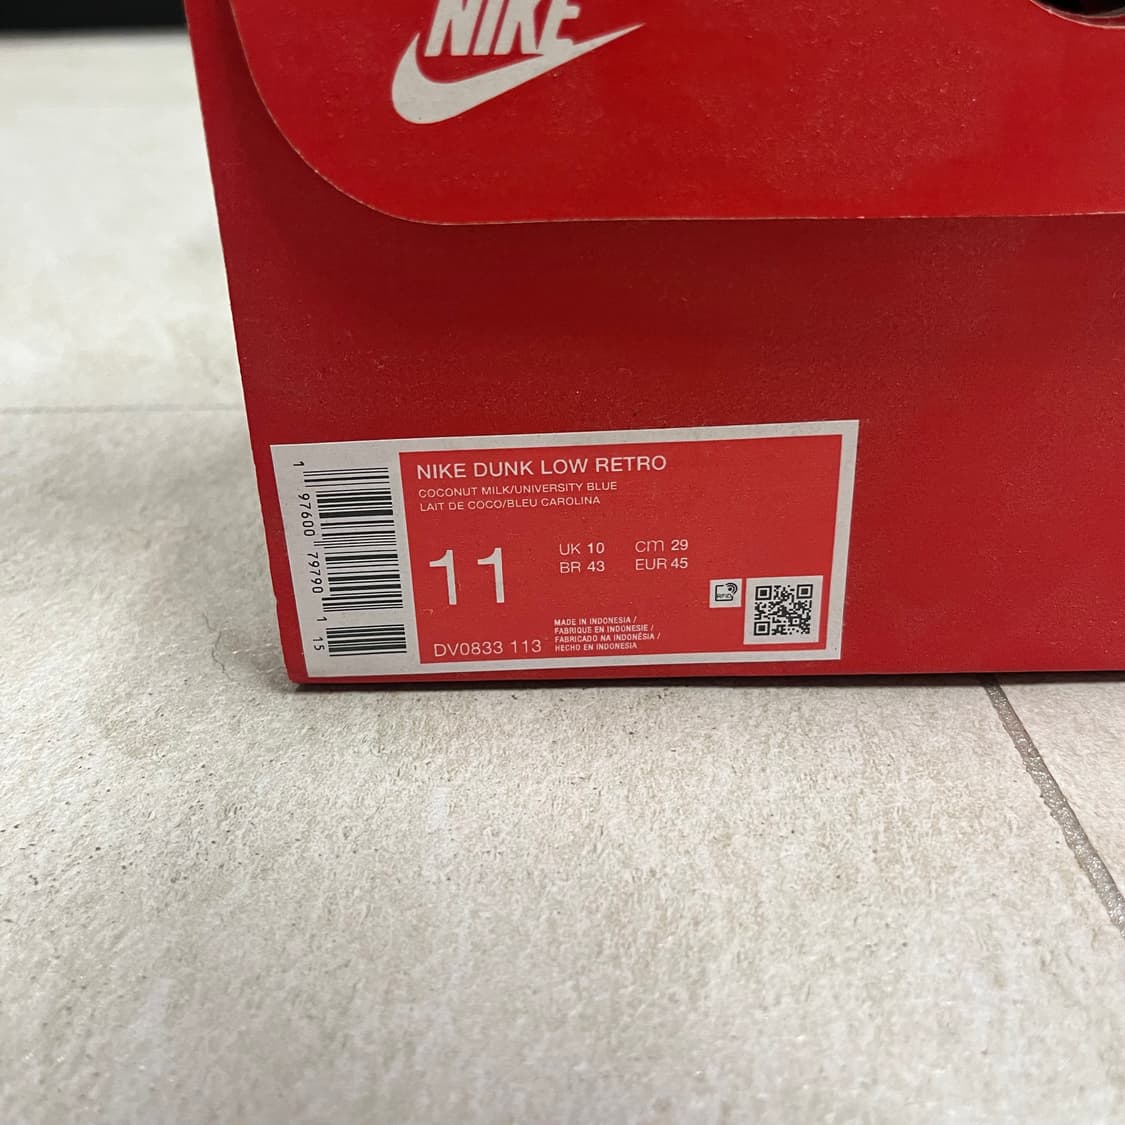 NIKE
NIKE DUNK LOW RETRO
COCONUT MILK/UNIVERSITY BLUE
LAIT DE COCO/BLEU CAROLINA
11
UK 10 cm 29
BR 43 EUR 45
RFID
DV0833 113
MADE IN INDONESIA /
FABRIQUE EN INDONESIE /
FABRICADO NA INDONÉSIA /
HECHO EN INDONESIA
1 97600 79790 1 15